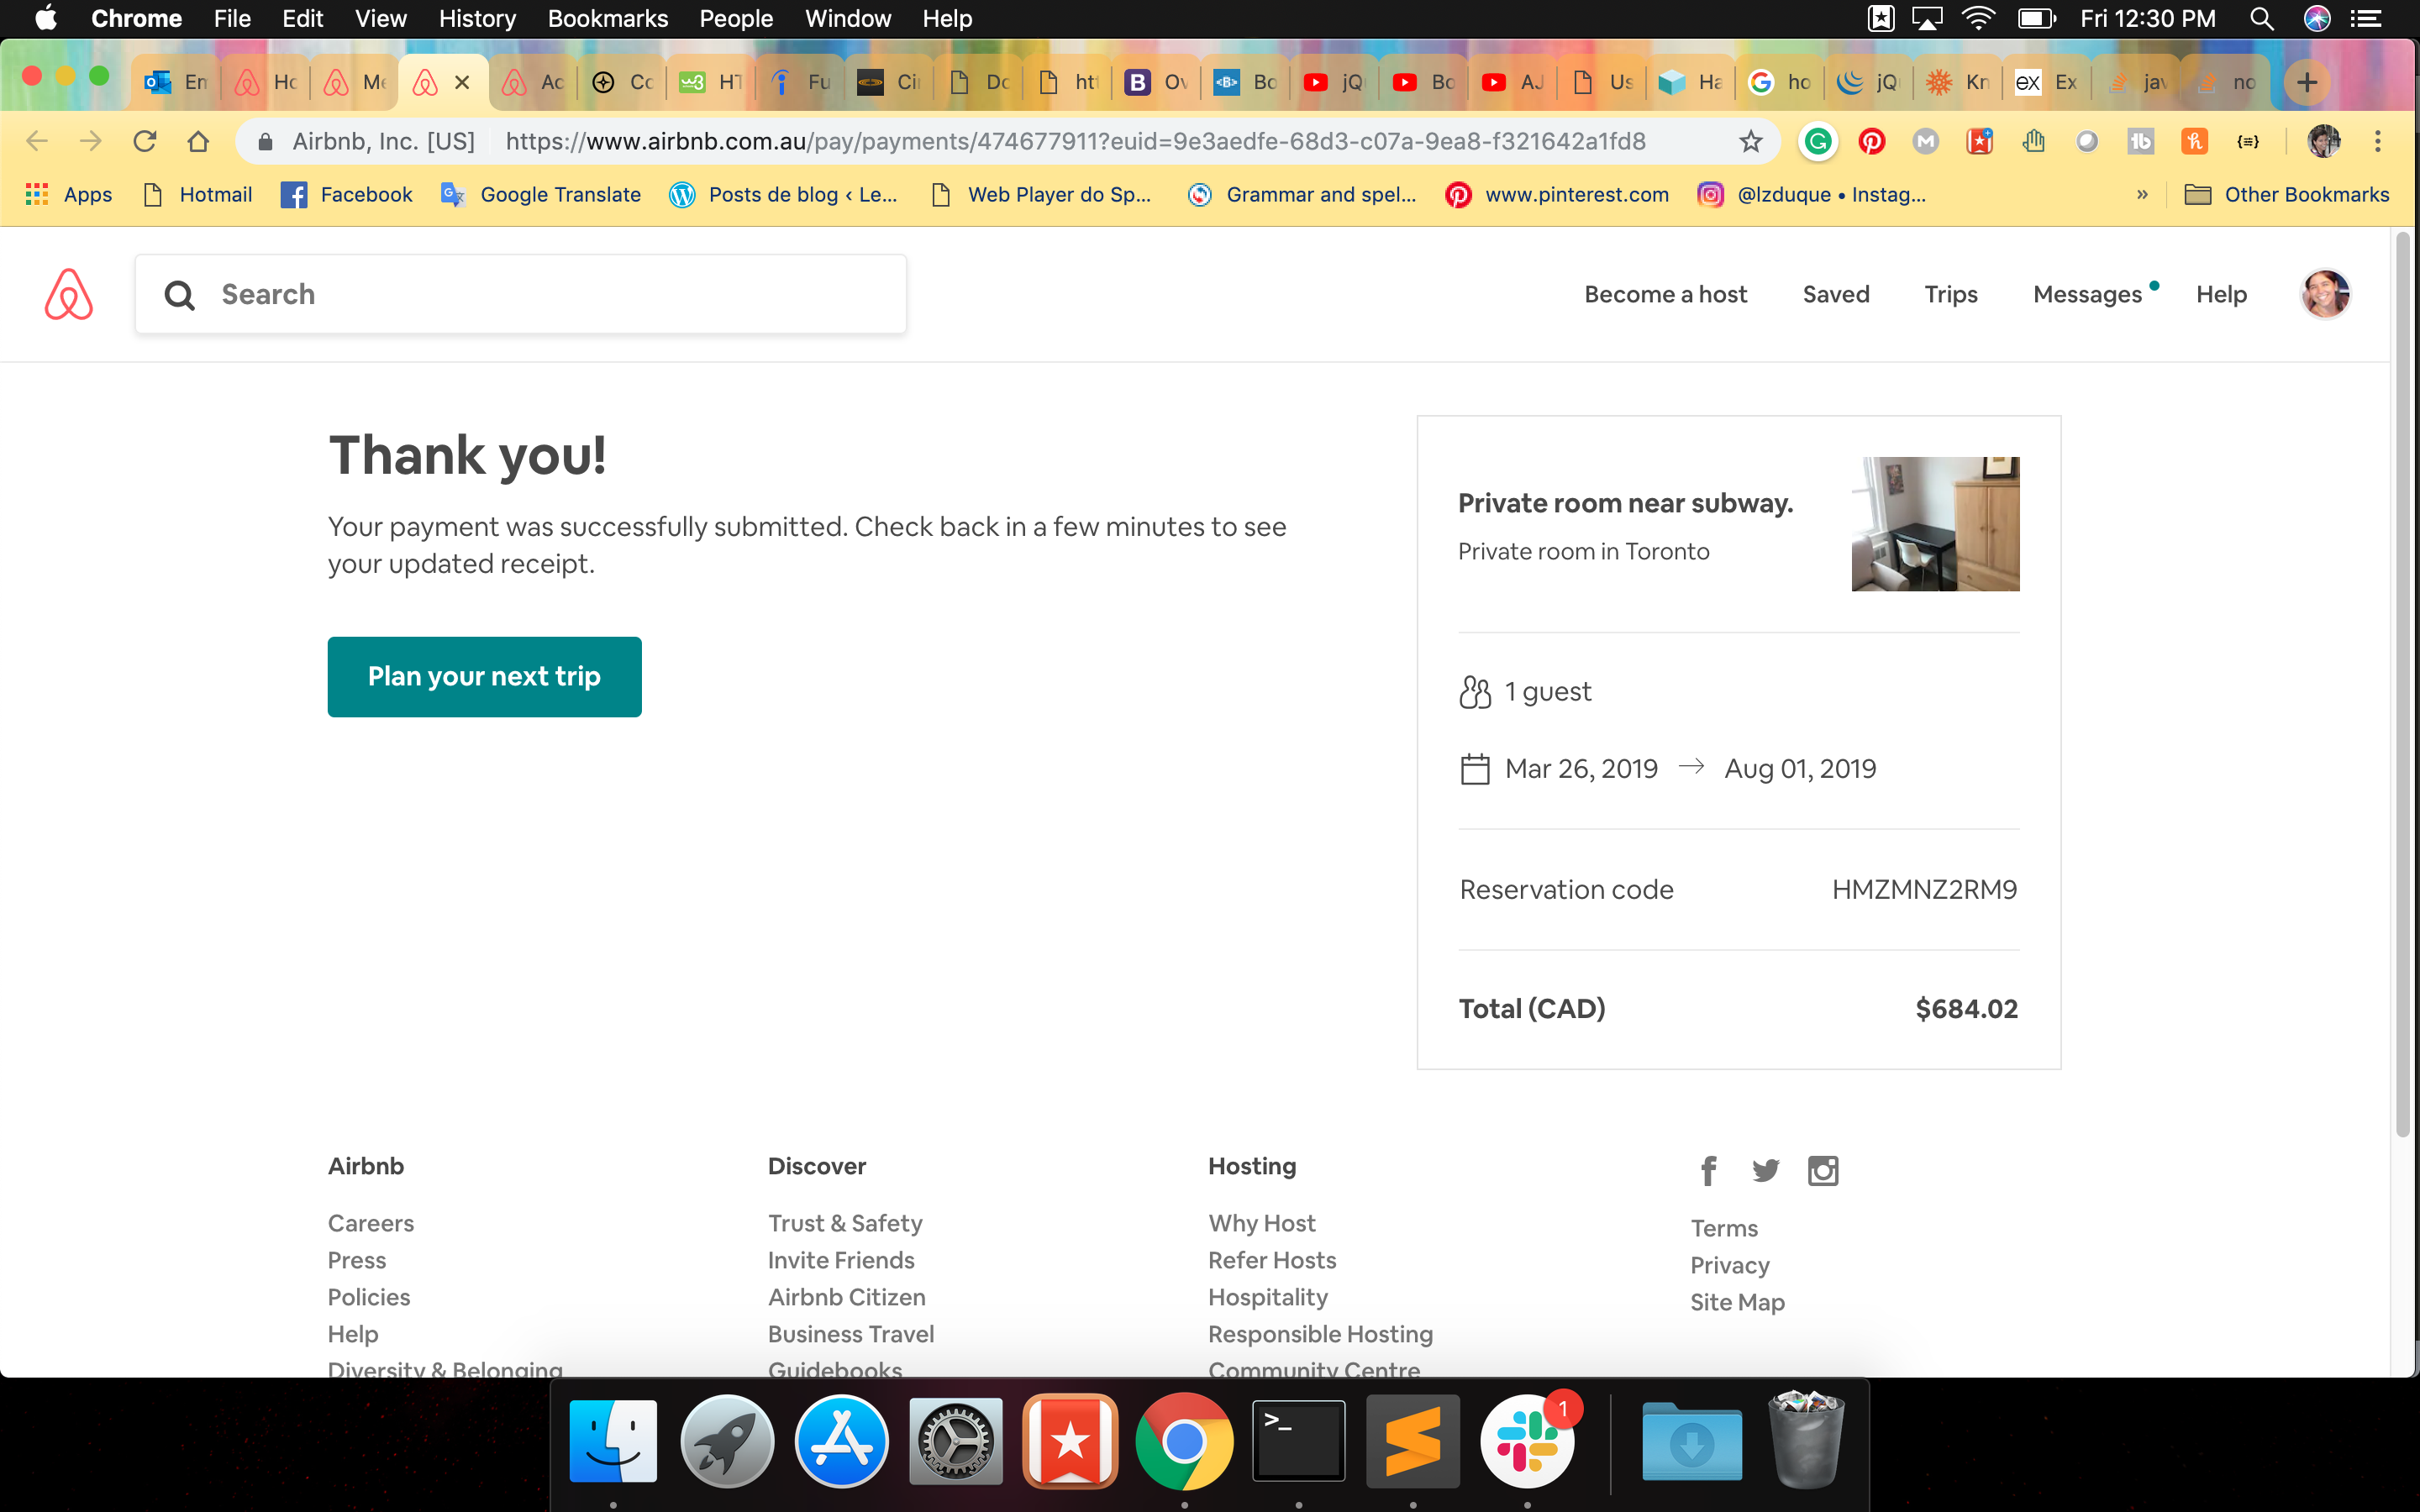 Chrome File Edit View History Bookmarks People Window Help Fri 12:30 PM
En Ho Me Ac Co HT Fu Cir Do htt Ov Bo jQ Bo AJ Us Ha ho jQ Kn Ex jav no
Airbnb, Inc. [US] https://www.airbnb.com.au/pay/payments/474677911?euid=9e3aedfe-68d3-c07a-9ea8-f321642a1fd8
Apps Hotmail Facebook Google Translate Posts de blog ‹ Le... Web Player do Sp... Grammar and spel... www.pinterest.com @lzduque • Instag... » Other Bookmarks
Search
Become a host Saved Trips Messages Help
Thank you!
Your payment was successfully submitted. Check back in a few minutes to see
your updated receipt.
Plan your next trip
Private room near subway.
Private room in Toronto
1 guest
Mar 26, 2019 → Aug 01, 2019
Reservation code HMZMNZ2RM9
Total (CAD) $684.02
Airbnb
Careers
Press
Policies
Help
Diversity & Belonging
Discover
Trust & Safety
Invite Friends
Airbnb Citizen
Business Travel
Guidebooks
Hosting
Why Host
Refer Hosts
Hospitality
Responsible Hosting
Community Centre
Terms
Privacy
Site Map
1